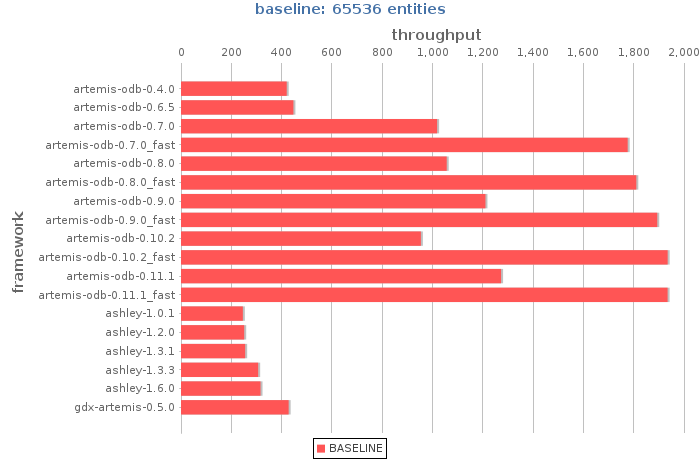 baseline: 65536 entities
throughput
0 200 400 600 800 1,000 1,200 1,400 1,600 1,800 2,000
framework
artemis-odb-0.4.0
artemis-odb-0.6.5
artemis-odb-0.7.0
artemis-odb-0.7.0_fast
artemis-odb-0.8.0
artemis-odb-0.8.0_fast
artemis-odb-0.9.0
artemis-odb-0.9.0_fast
artemis-odb-0.10.2
artemis-odb-0.10.2_fast
artemis-odb-0.11.1
artemis-odb-0.11.1_fast
ashley-1.0.1
ashley-1.2.0
ashley-1.3.1
ashley-1.3.3
ashley-1.6.0
gdx-artemis-0.5.0
BASELINE